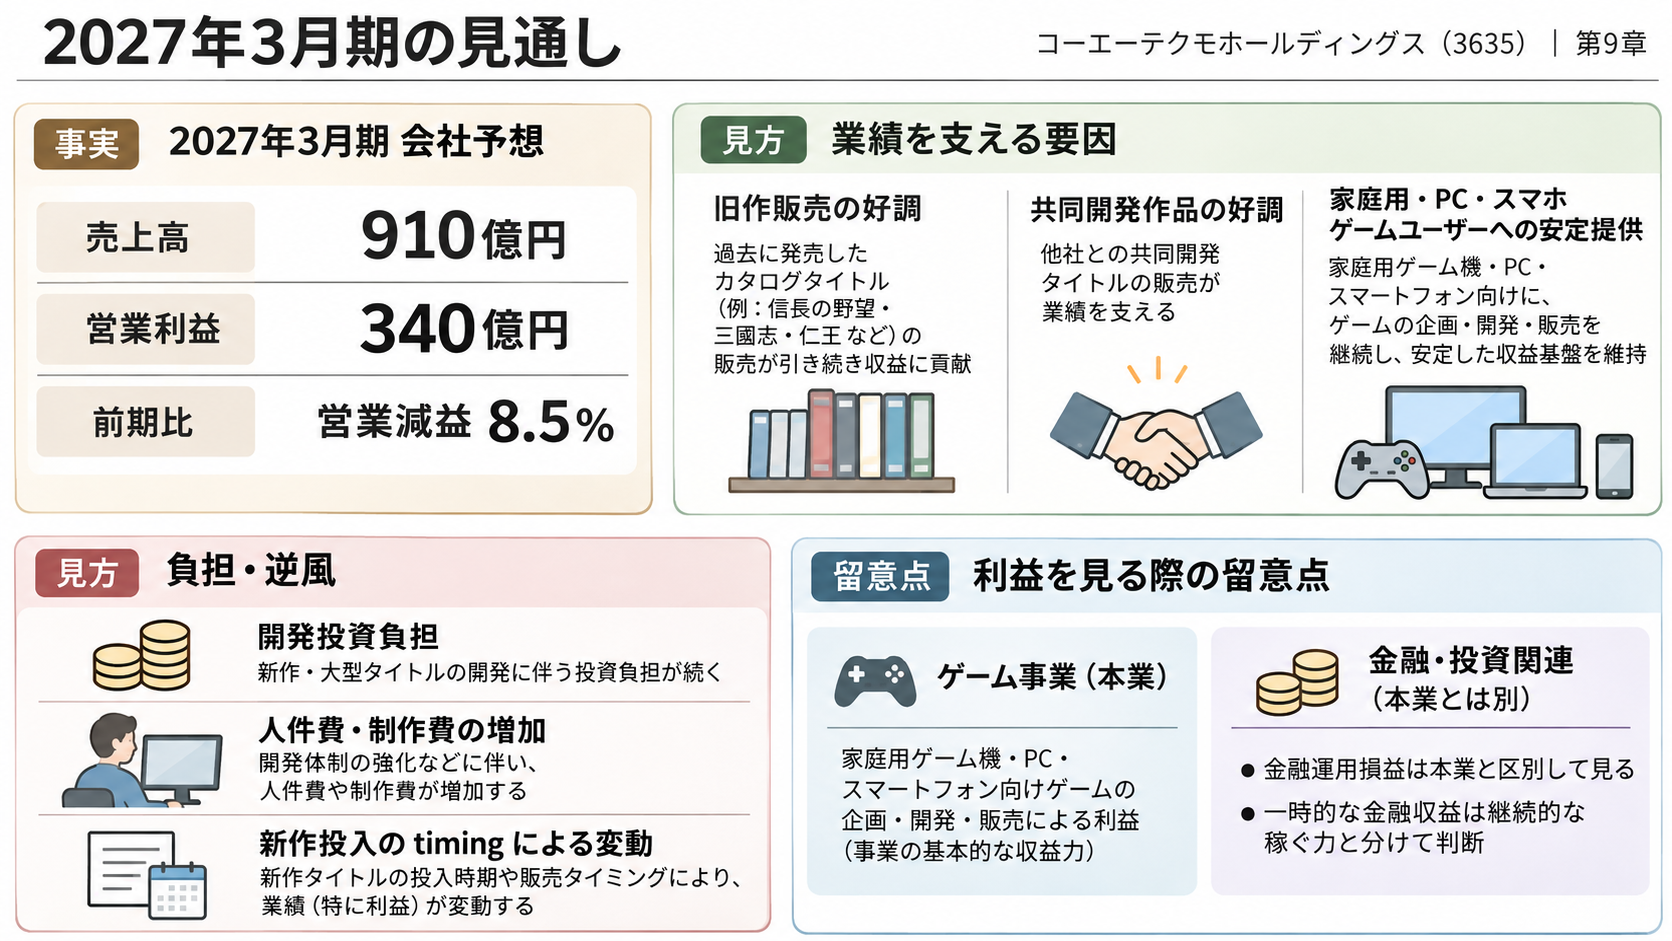 2027年3月期の見通し
コーエーテクモホールディングス（3635）｜ 第9章
事実
2027年3月期 会社予想
売上高
910億円
営業利益
340億円
前期比
営業減益 8.5%
見方
業績を支える要因
旧作販売の好調
過去に発売した
カタログタイトル
（例：信長の野望・
三國志・仁王 など）の
販売が引き続き収益に貢献
共同開発作品の好調
他社との共同開発
タイトルの販売が
業績を支える
家庭用・PC・スマホ
ゲームユーザーへの安定提供
家庭用ゲーム機・PC・
スマートフォン向けに、
ゲームの企画・開発・販売を
継続し、安定した収益基盤を維持
見方
負担・逆風
開発投資負担
新作・大型タイトルの開発に伴う投資負担が続く
人件費・制作費の増加
開発体制の強化などに伴い、
人件費や制作費が増加する
新作投入の timing による変動
新作タイトルの投入時期や販売タイミングにより、
業績（特に利益）が変動する
留意点
利益を見る際の留意点
ゲーム事業（本業）
家庭用ゲーム機・PC・
スマートフォン向けゲームの
企画・開発・販売による利益
（事業の基本的な収益力）
金融・投資関連
（本業とは別）
● 金融運用損益は本業と区別して見る
● 一時的な金融収益は継続的な
稼ぐ力と分けて判断